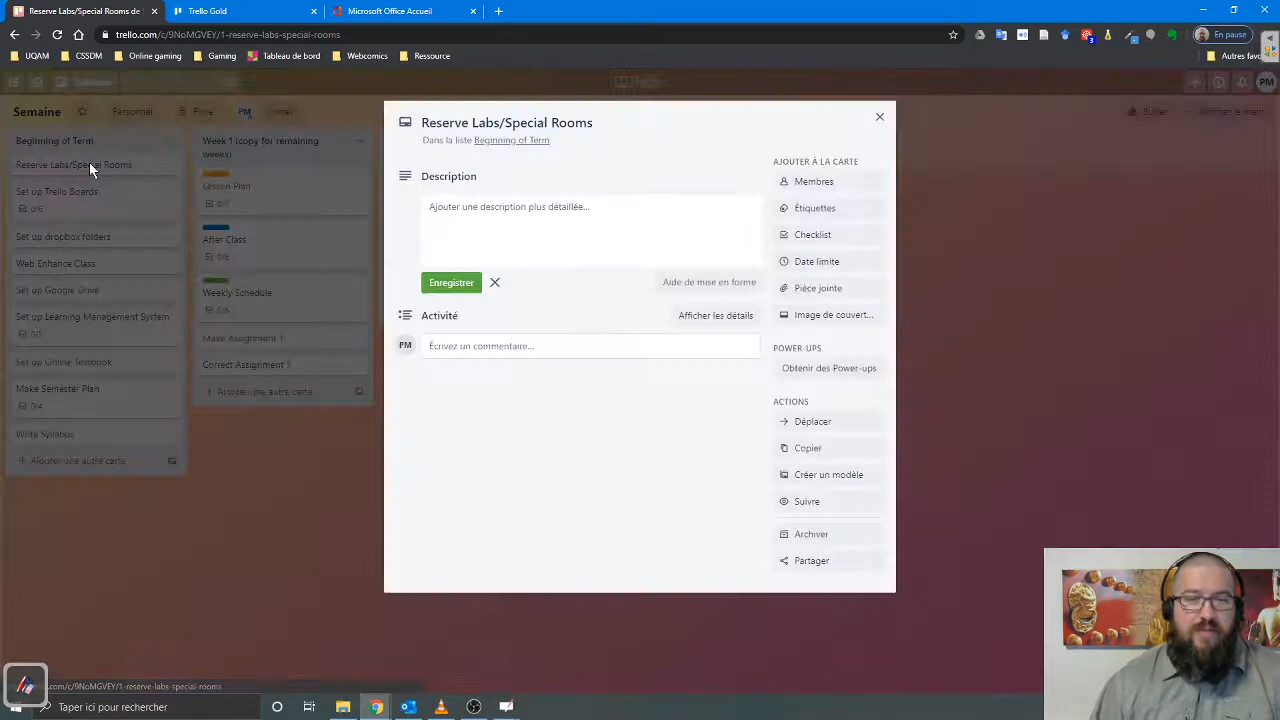 Reserve Labs/Special Rooms de S
Trello Gold
Microsoft Office Accueil
trello.com/c/9NoMGVEY/1-reserve-labs-special-rooms
En pause
UQAM
CSSDM
Online gaming
Gaming
Tableau de bord
Webcomics
Ressource
Autres favo
Semaine
Personnel
Privé
PM
Inviter
Butler
Afficher le menu
PM
Beginning of Term
Reserve Labs/Special Rooms
Set up Trello Boards
0/6
Set up dropbox folders
Web Enhance Class
Set up Google Drive
Set up Learning Management System
Set up Online Textbook
Make Semester Plan
0/4
Write Syllabus
Ajouter une autre carte
Week 1 (copy for remaining
weeks)
Lesson Plan
After Class
Weekly Schedule
Make Assignment 1
Correct Assignment 1
Ajouter une autre carte
Reserve Labs/Special Rooms
Dans la liste Beginning of Term
Description
Ajouter une description plus détaillée…
Enregistrer
Aide de mise en forme
Activité
Afficher les détails
PM
Écrivez un commentaire…
AJOUTER À LA CARTE
Membres
Étiquettes
Checklist
Date limite
Pièce jointe
Image de couvert…
POWER-UPS
Obtenir des Power-ups
ACTIONS
Déplacer
Copier
Créer un modèle
Suivre
Archiver
Partager
.com/c/9NoMGVEY/1-reserve-labs-special-rooms
Taper ici pour rechercher